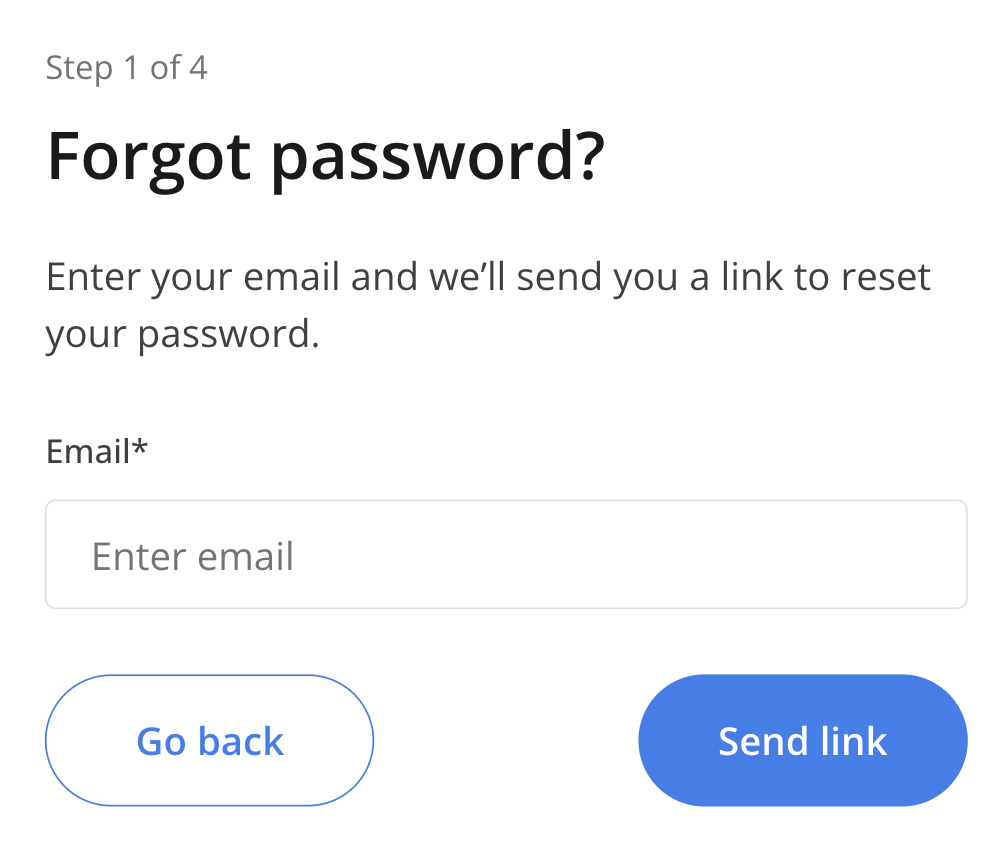 Step 1 of 4
Forgot password?
Enter your email and we’ll send you a link to reset
your password.
Email*
Enter email
Go back
Send link